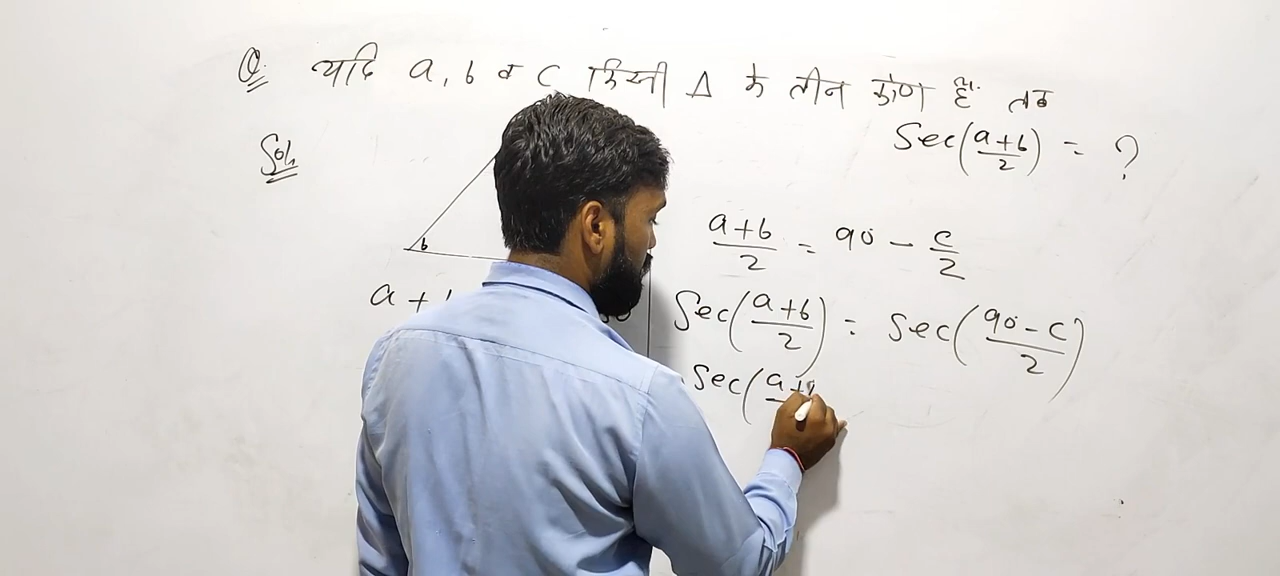 Q. यदि a, b व c किसी Δ के तीन कोण हैं. तब
Sec(a+b/2) = ?
Sol.
b
a +
a+b/2 = 90 - c/2
Sec(a+b/2) = Sec(90-c/2)
Sec(a+